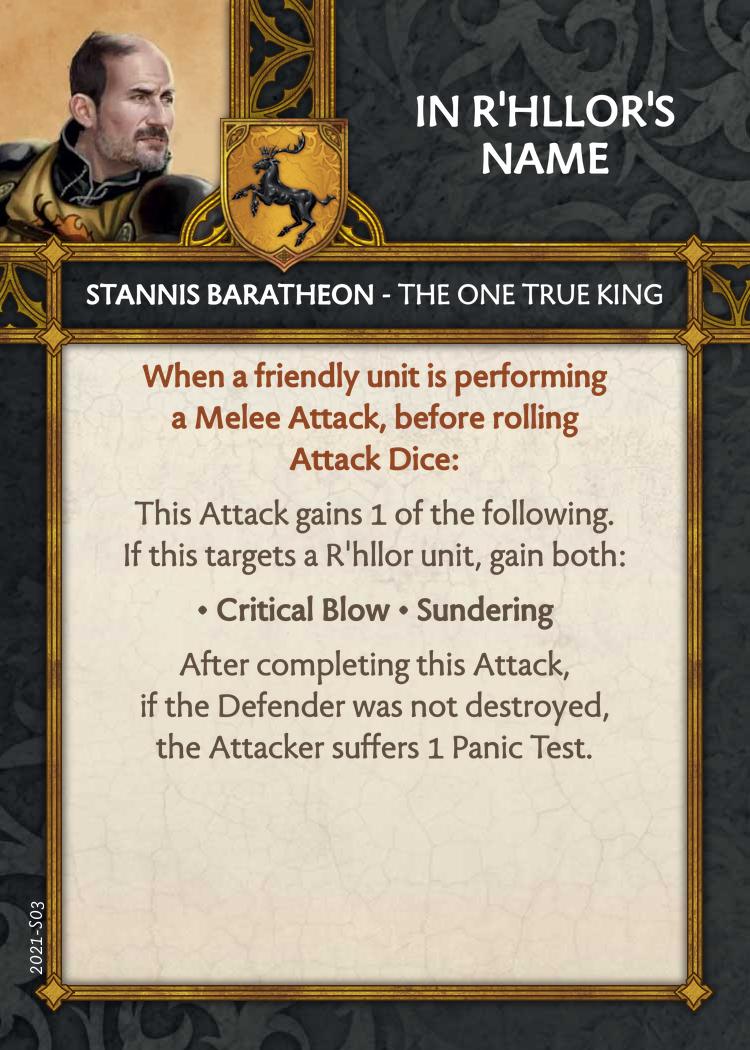 IN R'HLLOR'S
NAME
STANNIS BARATHEON - THE ONE TRUE KING
When a friendly unit is performing
a Melee Attack, before rolling
Attack Dice:
This Attack gains 1 of the following.
If this targets a R'hllor unit, gain both:
• Critical Blow • Sundering
After completing this Attack,
if the Defender was not destroyed,
the Attacker suffers 1 Panic Test.
2021-S03